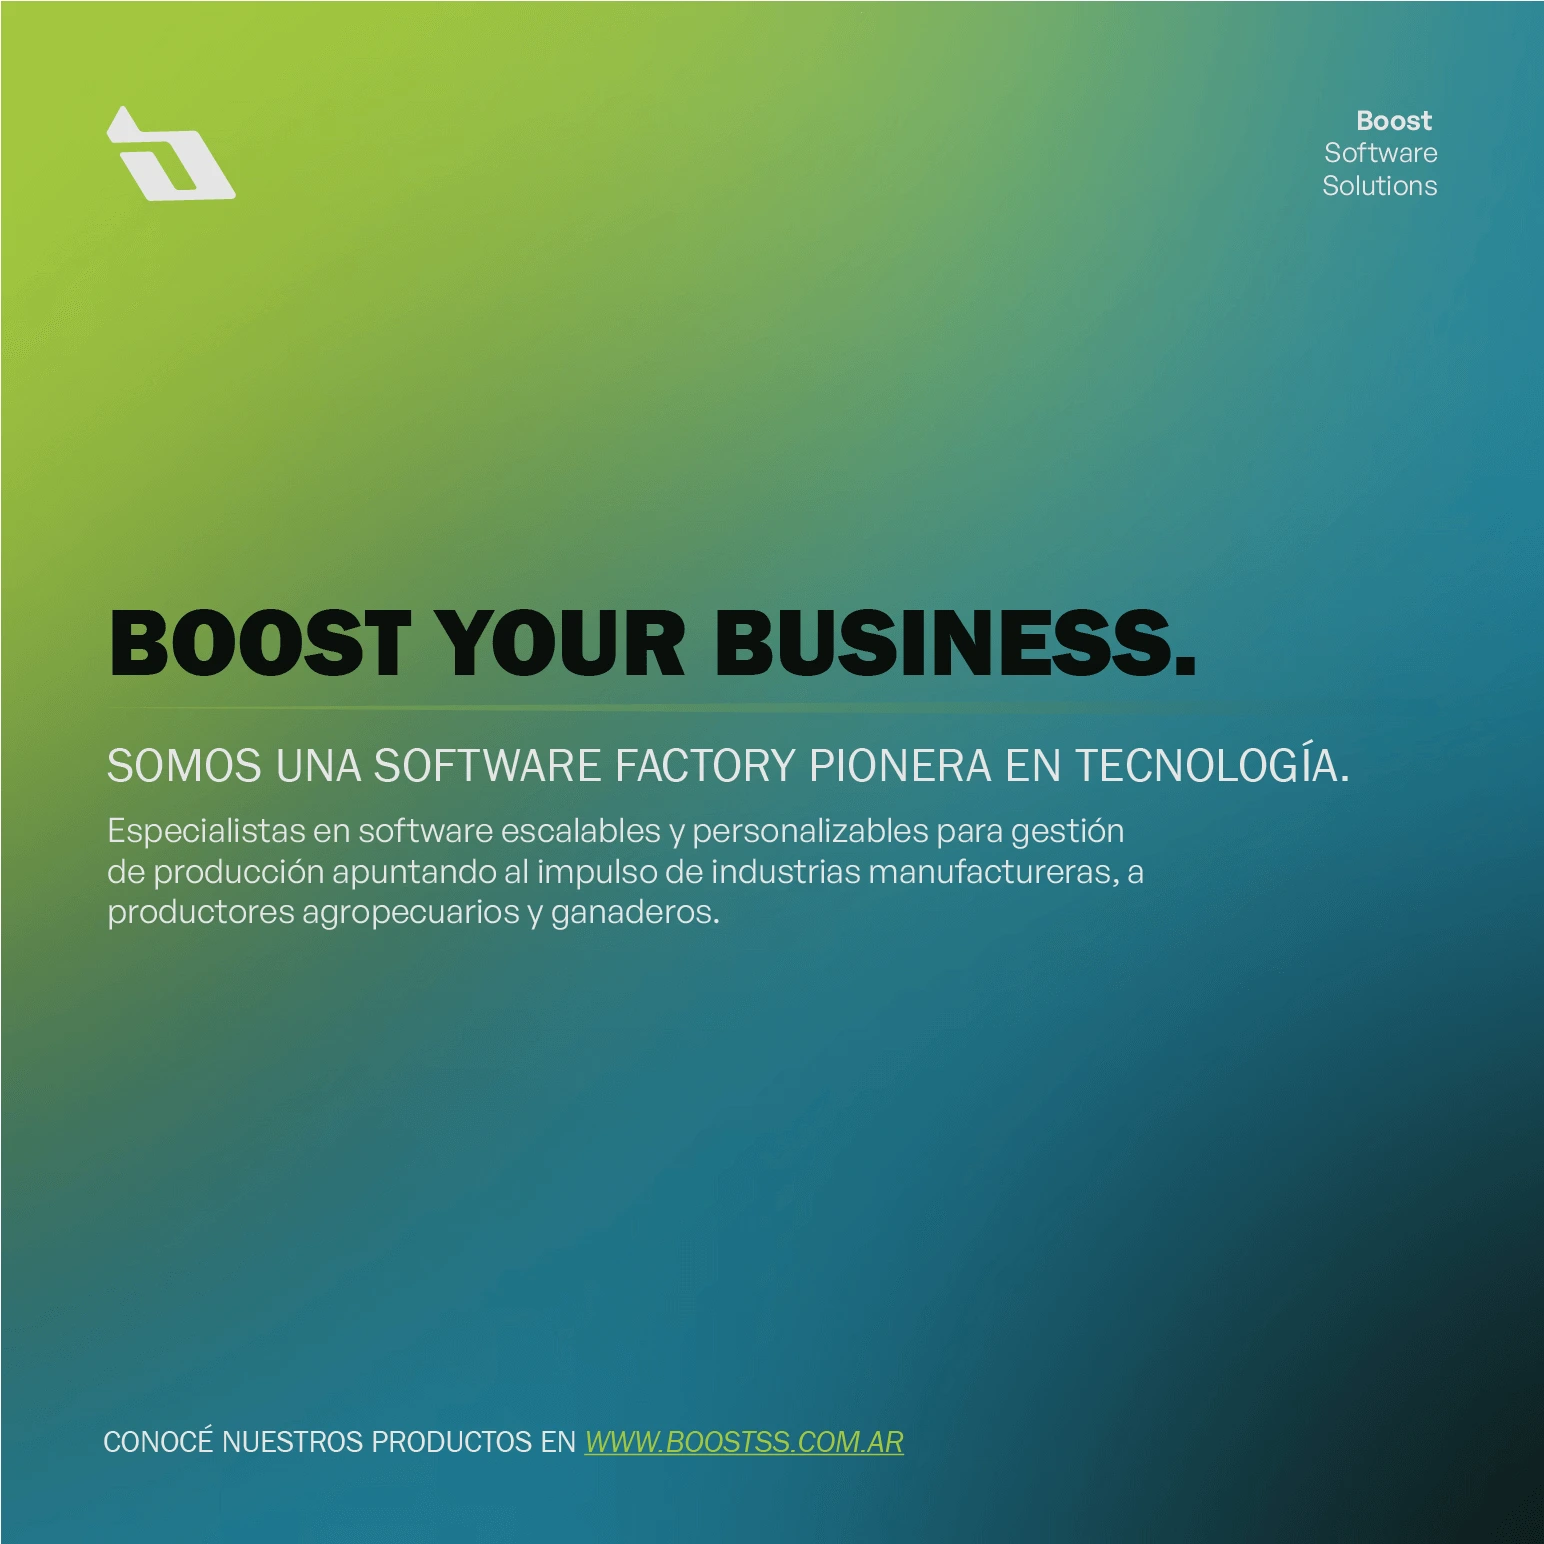 Boost
Software
Solutions
BOOST YOUR BUSINESS.
SOMOS UNA SOFTWARE FACTORY PIONERA EN TECNOLOGÍA.
Especialistas en software escalables y personalizables para gestión
de producción apuntando al impulso de industrias manufactureras, a
productores agropecuarios y ganaderos.
CONOCÉ NUESTROS PRODUCTOS EN WWW.BOOSTSS.COM.AR